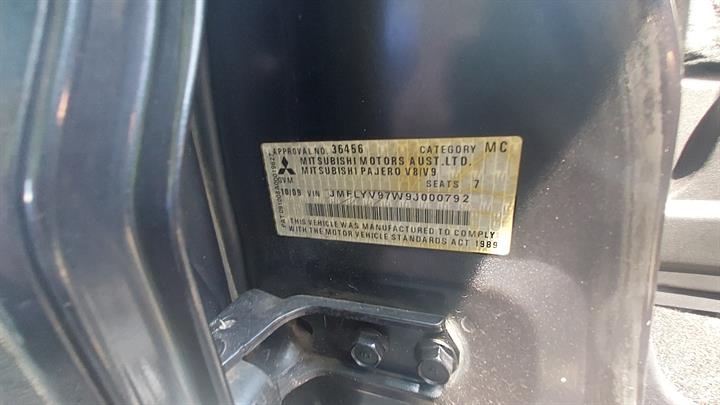 APPROVAL NO. 36456 CATEGORY MC
MITSUBISHI MOTORS AUST.LTD.
MITSUBISHI PAJERO V8/V9
GVM SEATS 7
10/09 VIN JMFLYV97W9J000792
THIS VEHICLE WAS MANUFACTURED TO COMPLY
WITH THE MOTOR VEHICLE STANDARDS ACT 1989